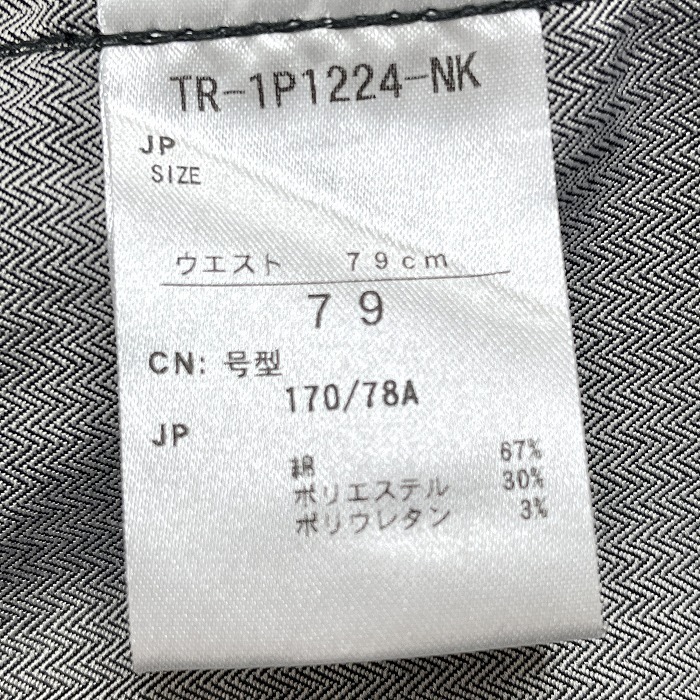 TR-1P1224-NK
JP
SIZE
ウエスト 79cm
79
CN: 号型
170/78A
JP
綿 67%
ポリエステル 30%
ポリウレタン 3%